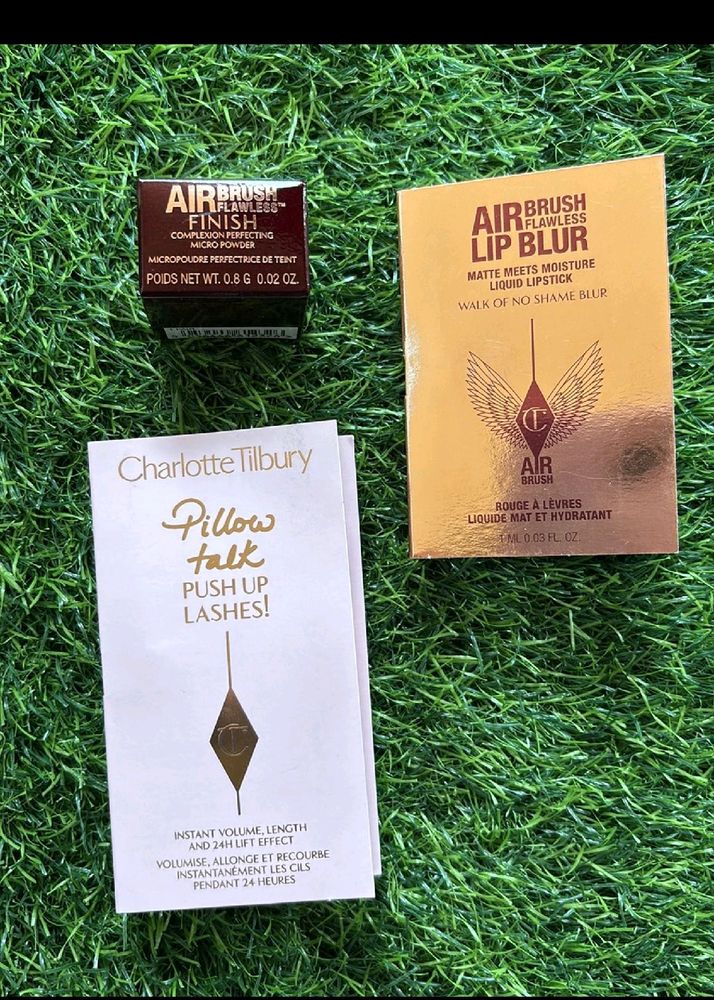 AIRBRUSH
FLAWLESS™
FINISH
COMPLEXION PERFECTING
MICRO POWDER
MICROPOUDRE PERFECTRICE DE TEINT
POIDS NET WT. 0.8 G 0.02 OZ.
AIRBRUSH
FLAWLESS
LIP BLUR
MATTE MEETS MOISTURE
LIQUID LIPSTICK
WALK OF NO SHAME BLUR
CT
AIR
BRUSH
ROUGE À LÈVRES
LIQUIDE MAT ET HYDRATANT
1 ML 0.03 FL. OZ.
Charlotte Tilbury
Pillow
talk
PUSH UP
LASHES!
CT
INSTANT VOLUME, LENGTH
AND 24H LIFT EFFECT
VOLUMISE, ALLONGE ET RECOURBE
INSTANTANÉMENT LES CILS
PENDANT 24 HEURES